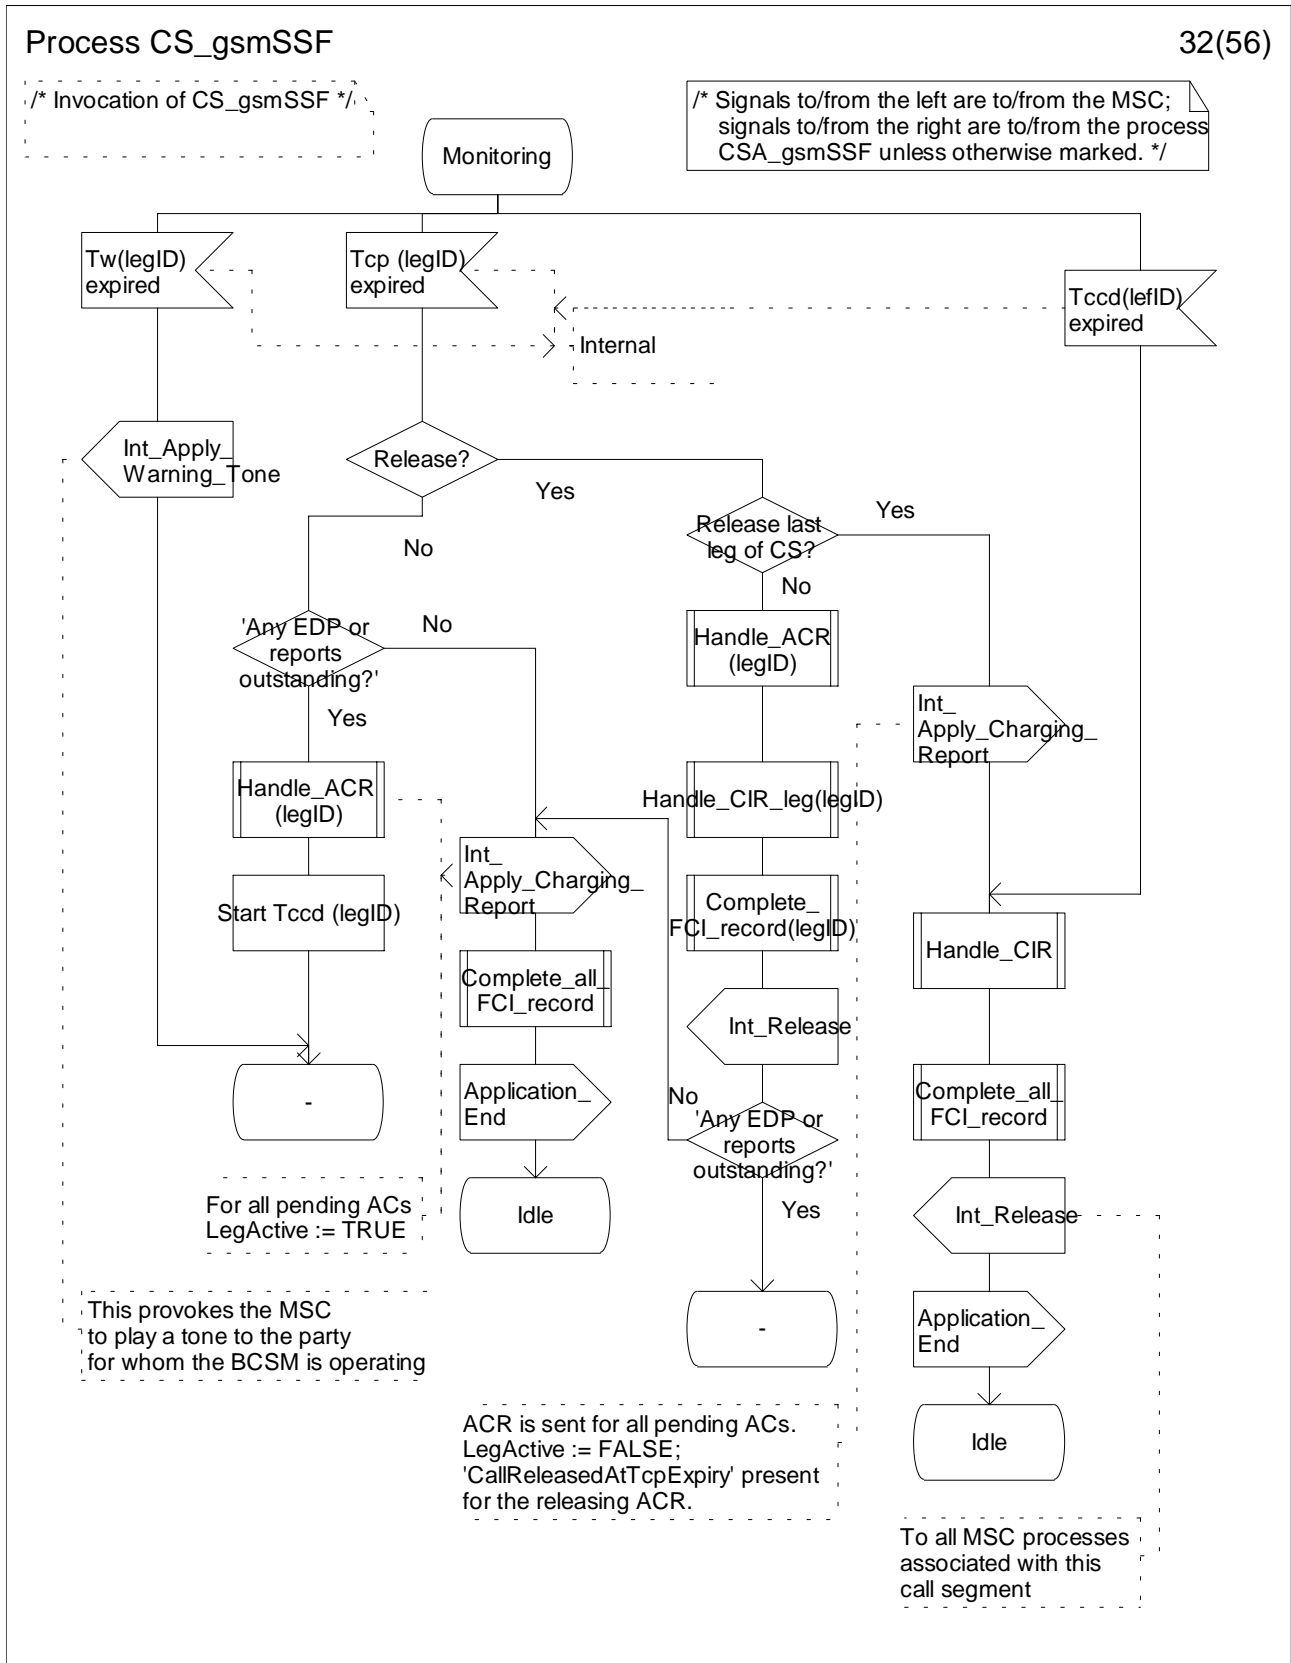 Process CS_gsmSSF
32(56)
/* Invocation of CS_gsmSSF */
/* Signals to/from the left are to/from the MSC;
signals to/from the right are to/from the process
CSA_gsmSSF unless otherwise marked. */
Monitoring
Tw(legID)
expired
Tcp (legID)
expired
Tccd(lefID)
expired
Internal
Int_Apply_
Warning_Tone
Release?
Yes
No
Release last
leg of CS?
Yes
No
'Any EDP or
reports
outstanding?'
No
Yes
Handle_ACR
(legID)
Int_
Apply_Charging_
Report
Handle_ACR
(legID)
Handle_CIR_leg(legID)
Int_
Apply_Charging_
Report
Start Tccd (legID)
Complete_
FCI_record(legID)
Handle_CIR
Complete_all_
FCI_record
Int_Release
-
Application_
End
No
'Any EDP or
reports
outstanding?'
Yes
Complete_all_
FCI_record
For all pending ACs
LegActive := TRUE
Idle
Int_Release
This provokes the MSC
to play a tone to the party
for whom the BCSM is operating
-
Application_
End
ACR is sent for all pending ACs.
LegActive := FALSE;
'CallReleasedAtTcpExpiry' present
for the releasing ACR.
Idle
To all MSC processes
associated with this
call segment